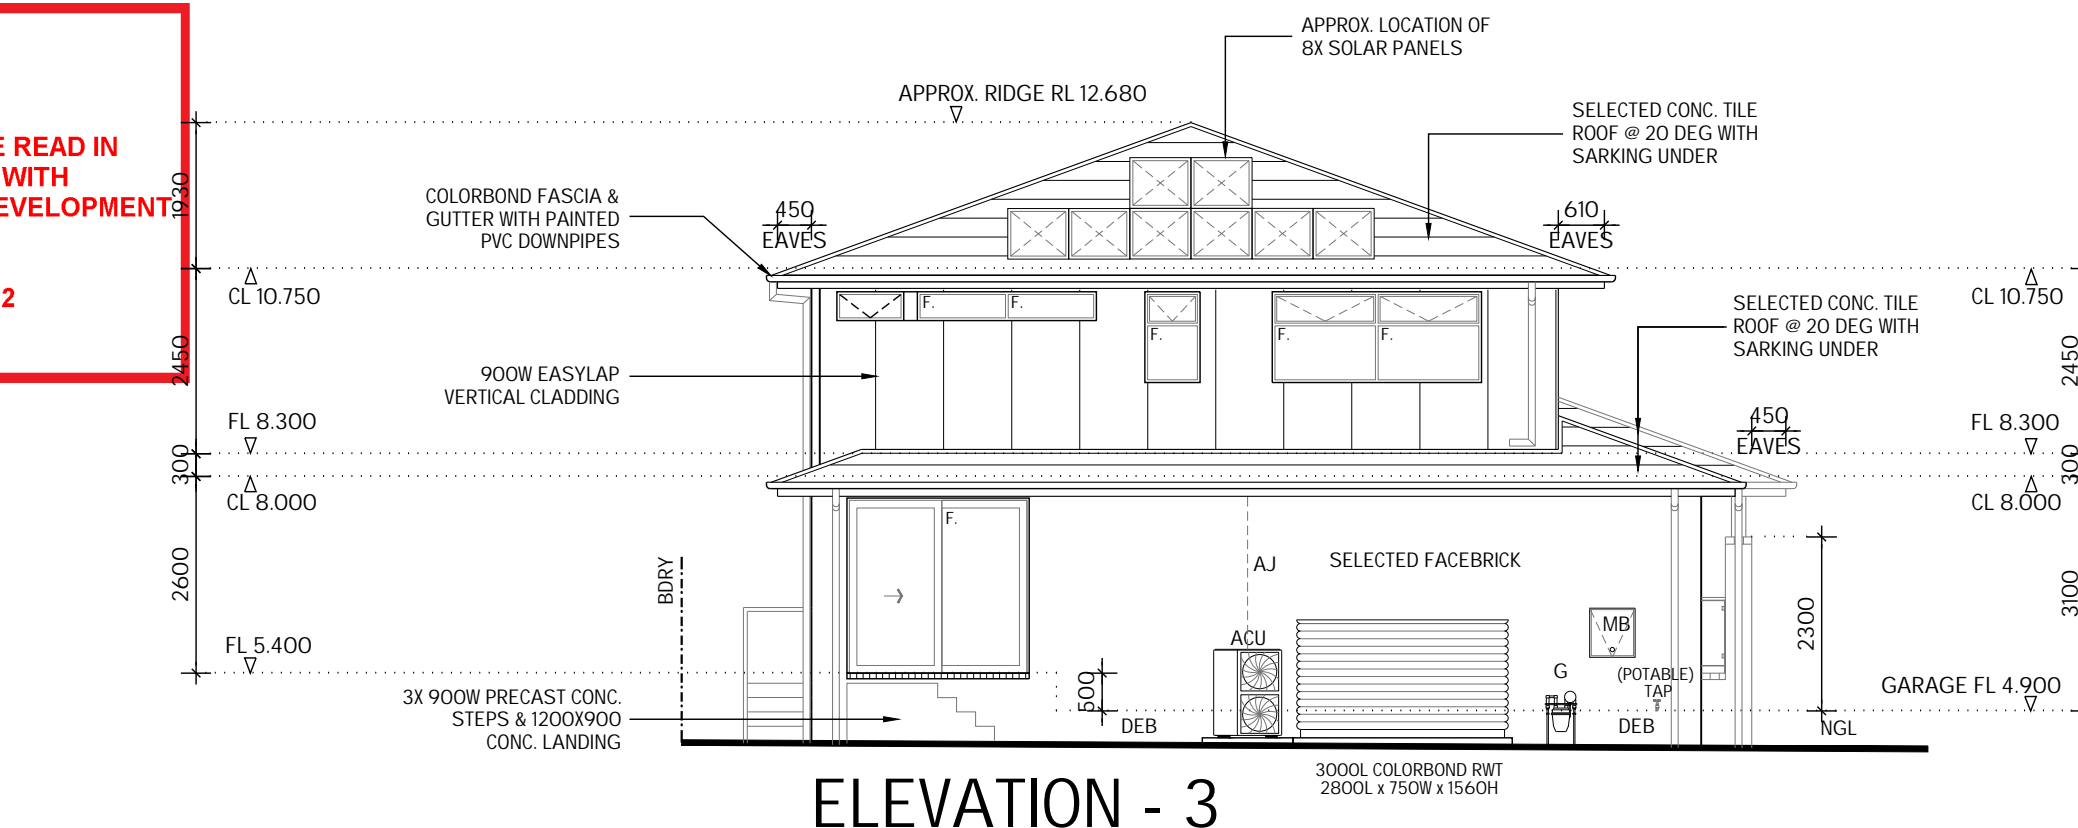 E READ IN
WITH
EVELOPMENT
2
APPROX. LOCATION OF
8X SOLAR PANELS
APPROX. RIDGE RL 12.680
SELECTED CONC. TILE
ROOF @ 20 DEG WITH
SARKING UNDER
COLORBOND FASCIA &
GUTTER WITH PAINTED
PVC DOWNPIPES
450
EAVES
610
EAVES
1930
CL 10.750
CL 10.750
F.
F.
F.
F.
F.
SELECTED CONC. TILE
ROOF @ 20 DEG WITH
SARKING UNDER
2450
2450
900W EASYLAP
VERTICAL CLADDING
FL 8.300
FL 8.300
450
EAVES
300
300
CL 8.000
CL 8.000
F.
2600
BDRY
AJ
SELECTED FACEBRICK
3100
2300
MB
ACU
FL 5.400
G
(POTABLE)
TAP
GARAGE FL 4.900
500
3X 900W PRECAST CONC.
STEPS & 1200X900
CONC. LANDING
DEB
DEB
NGL
3000L COLORBOND RWT
2800L x 750W x 1560H
ELEVATION - 3